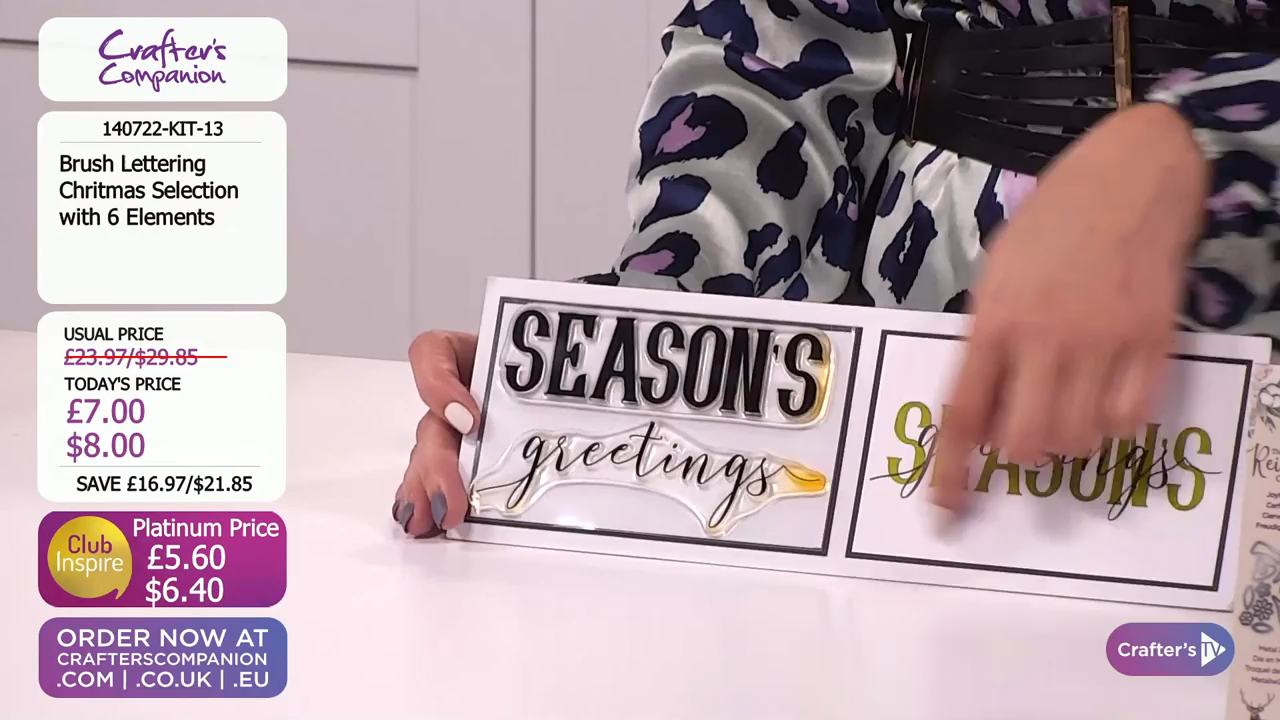 Crafter's
Companion
140722-KIT-13
Brush Lettering
Chritmas Selection
with 6 Elements
USUAL PRICE
£23.97/$29.85
TODAY'S PRICE
£7.00
$8.00
SAVE £16.97/$21.85
Club
Inspire
Platinum Price
£5.60
$6.40
ORDER NOW AT
CRAFTERSCOMPANION
.COM | .CO.UK | .EU
SEASON'S
greetings
SEASONS
Crafter's TV